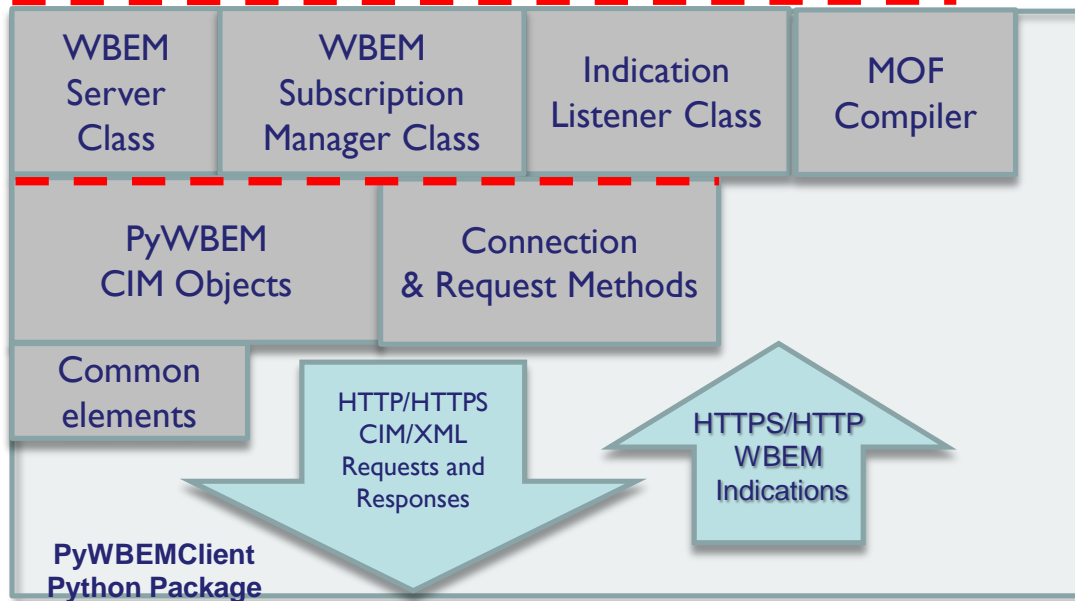 WBEM
Server
Class
WBEM
Subscription
Manager Class
Indication
Listener Class
MOF
Compiler
PyWBEM
CIM Objects
Connection
& Request Methods
Common
elements
HTTP/HTTPS
CIM/XML
Requests and
Responses
HTTPS/HTTP
WBEM
Indications
PyWBEMClient
Python Package